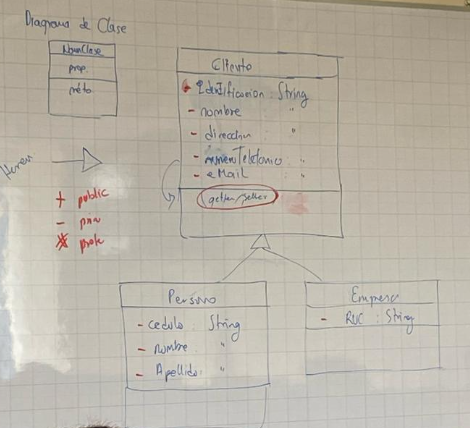 Diagrama de Clase
NomClase
prop.
méto.
Heren
+ public
- priv
* prote
Cliente
Identificacion : String
- nombre "
- direccion "
- numeroTelefonico "
- eMail : "
getter/setter
Persona
- cedula : String
- nombre "
- Apellido: "
Empresa
- RUC : String